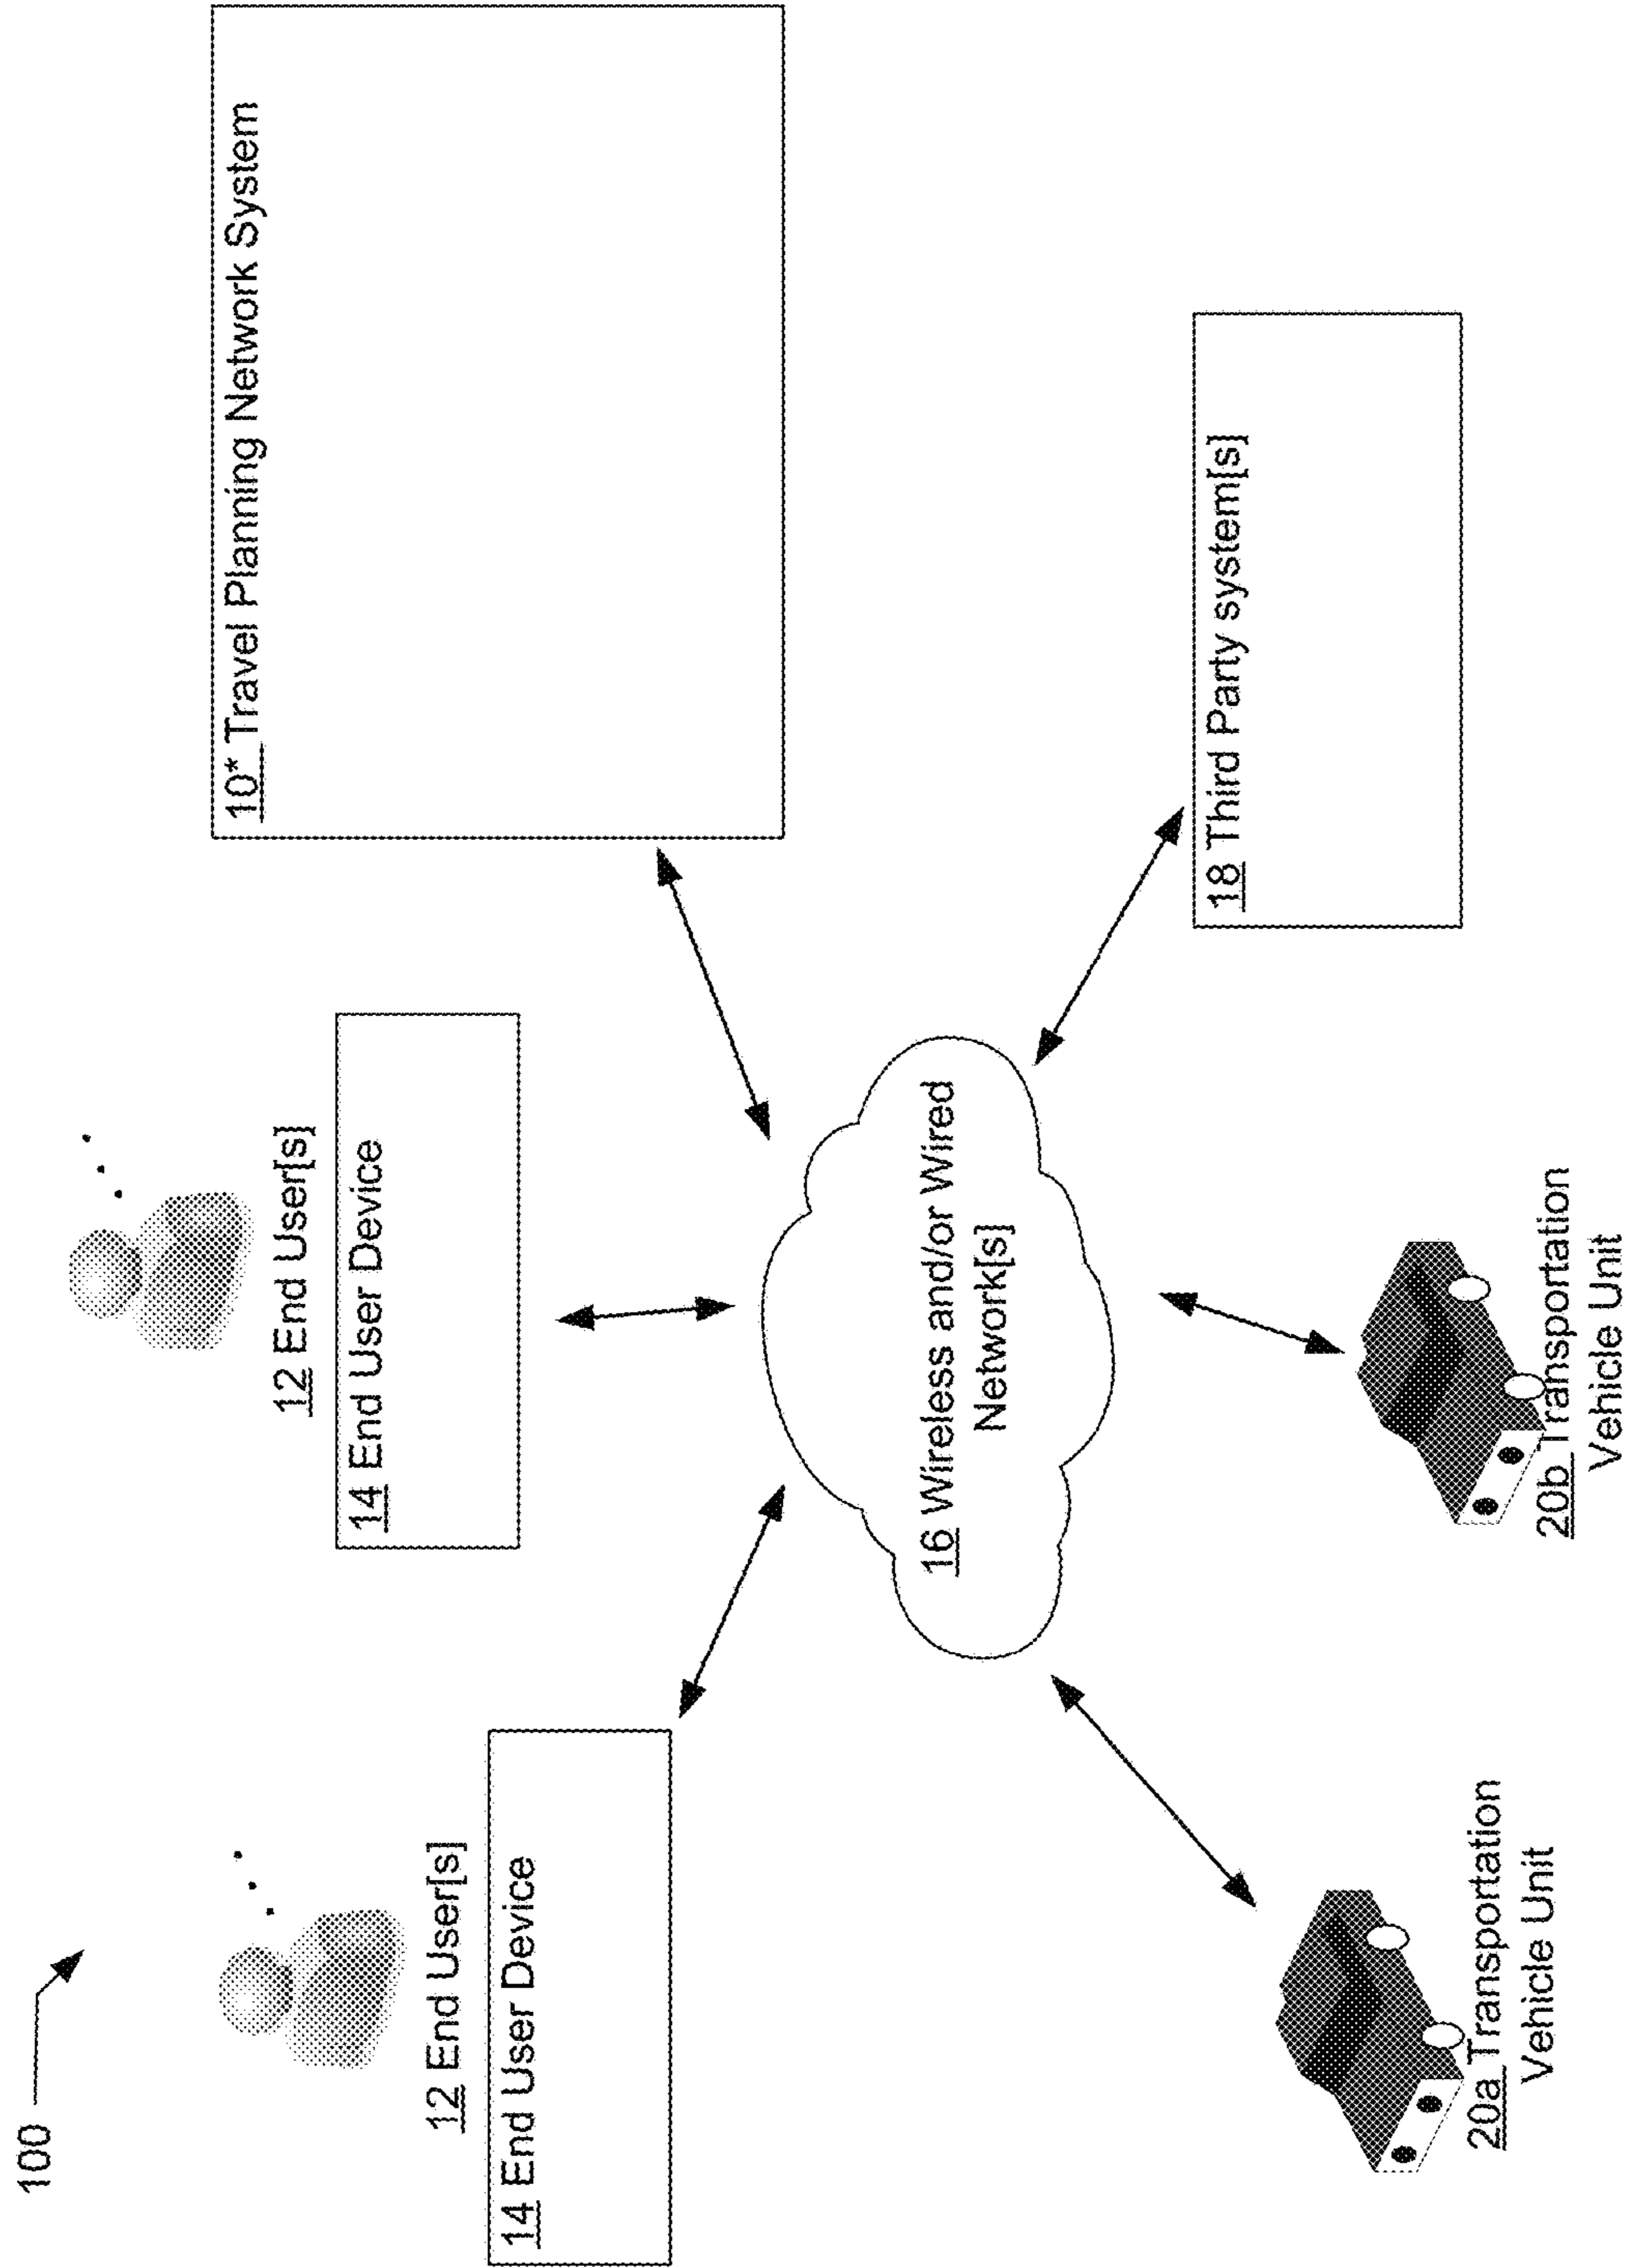 100
12 End User[s]
14 End User Device
12 End User[s]
14 End User Device
10* Travel Planning Network System
16 Wireless and/or Wired
Network[s]
18 Third Party system[s]
20a Transportation
Vehicle Unit
20b Transportation
Vehicle Unit